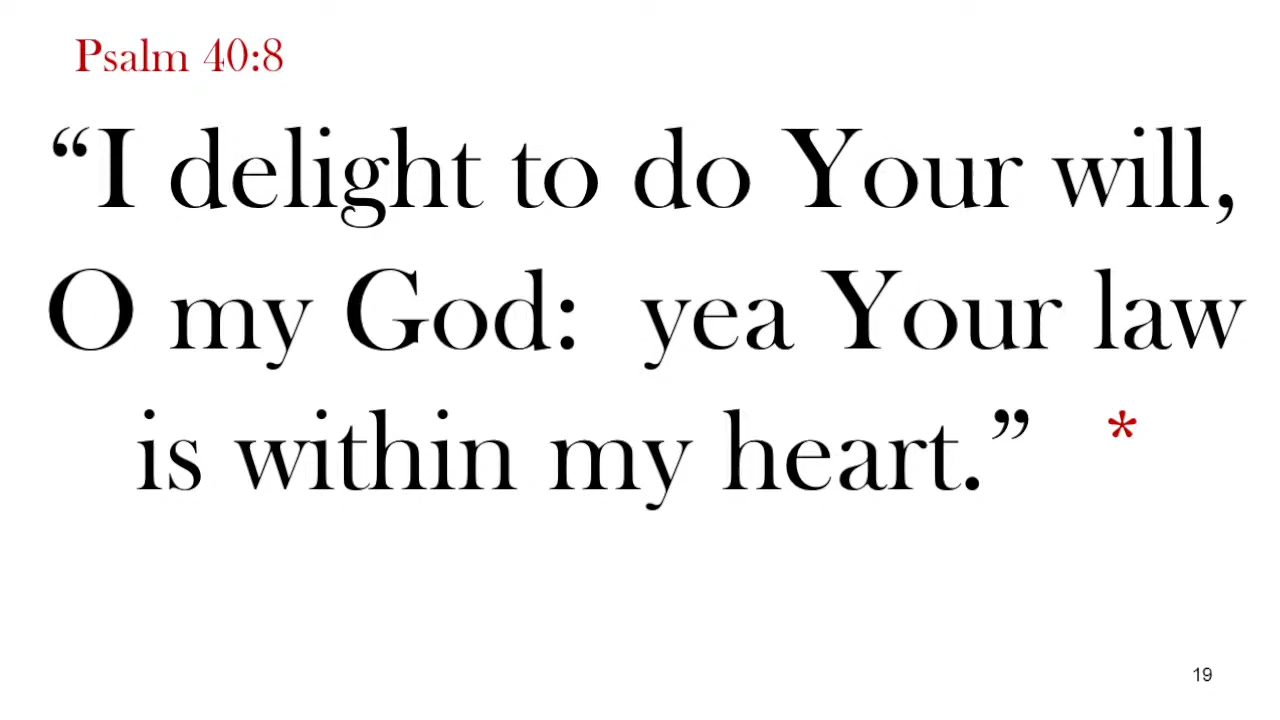 Psalm 40:8
“I delight to do Your will,
O my God:  yea Your law
is within my heart.” *
19